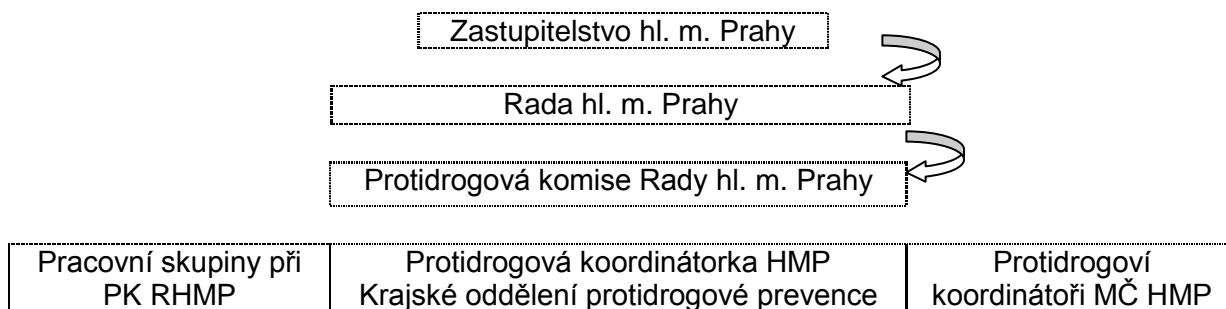 Zastupitelstvo hl. m. Prahy
Rada hl. m. Prahy
Protidrogová komise Rady hl. m. Prahy
Pracovní skupiny při
PK RHMP
Protidrogová koordinátorka HMP
Krajské oddělení protidrogové prevence
Protidrogoví
koordinátoři MČ HMP